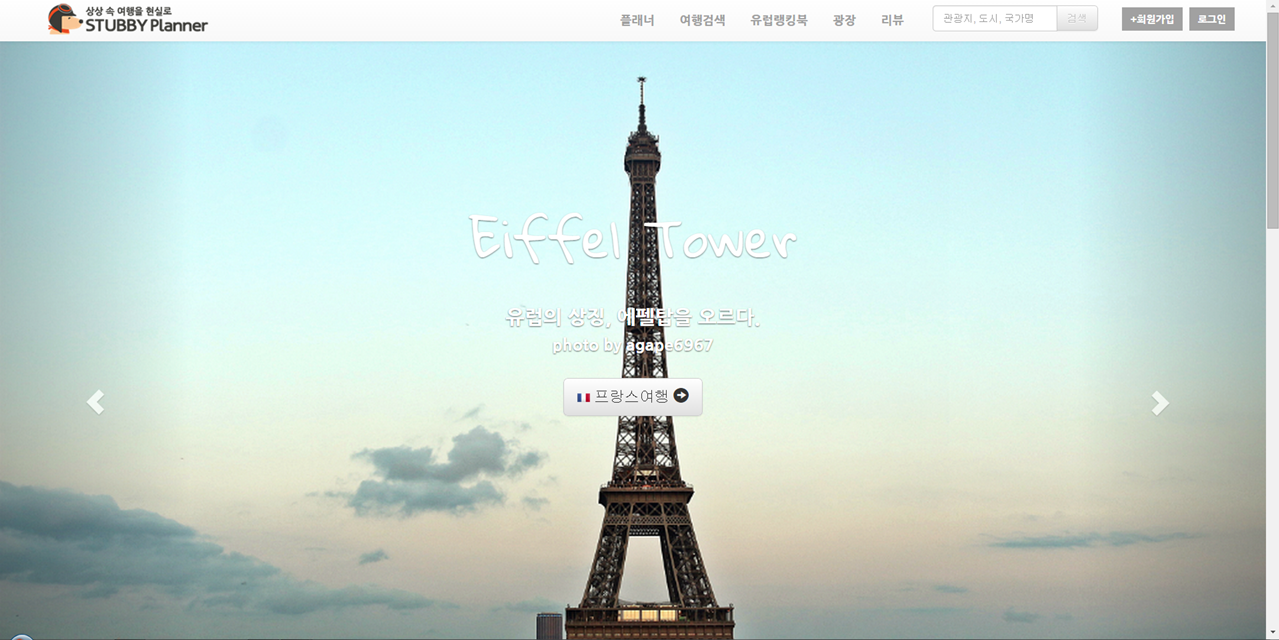 상상 속 여행을 현실로
STUBBY Planner
플래너 여행검색 유럽랭킹북 광장 리뷰 관광지, 도시, 국가명 검색 +회원가입 로그인
Eiffel Tower
유럽의 상징, 에펠탑을 오르다.
photo by agape6967
프랑스여행